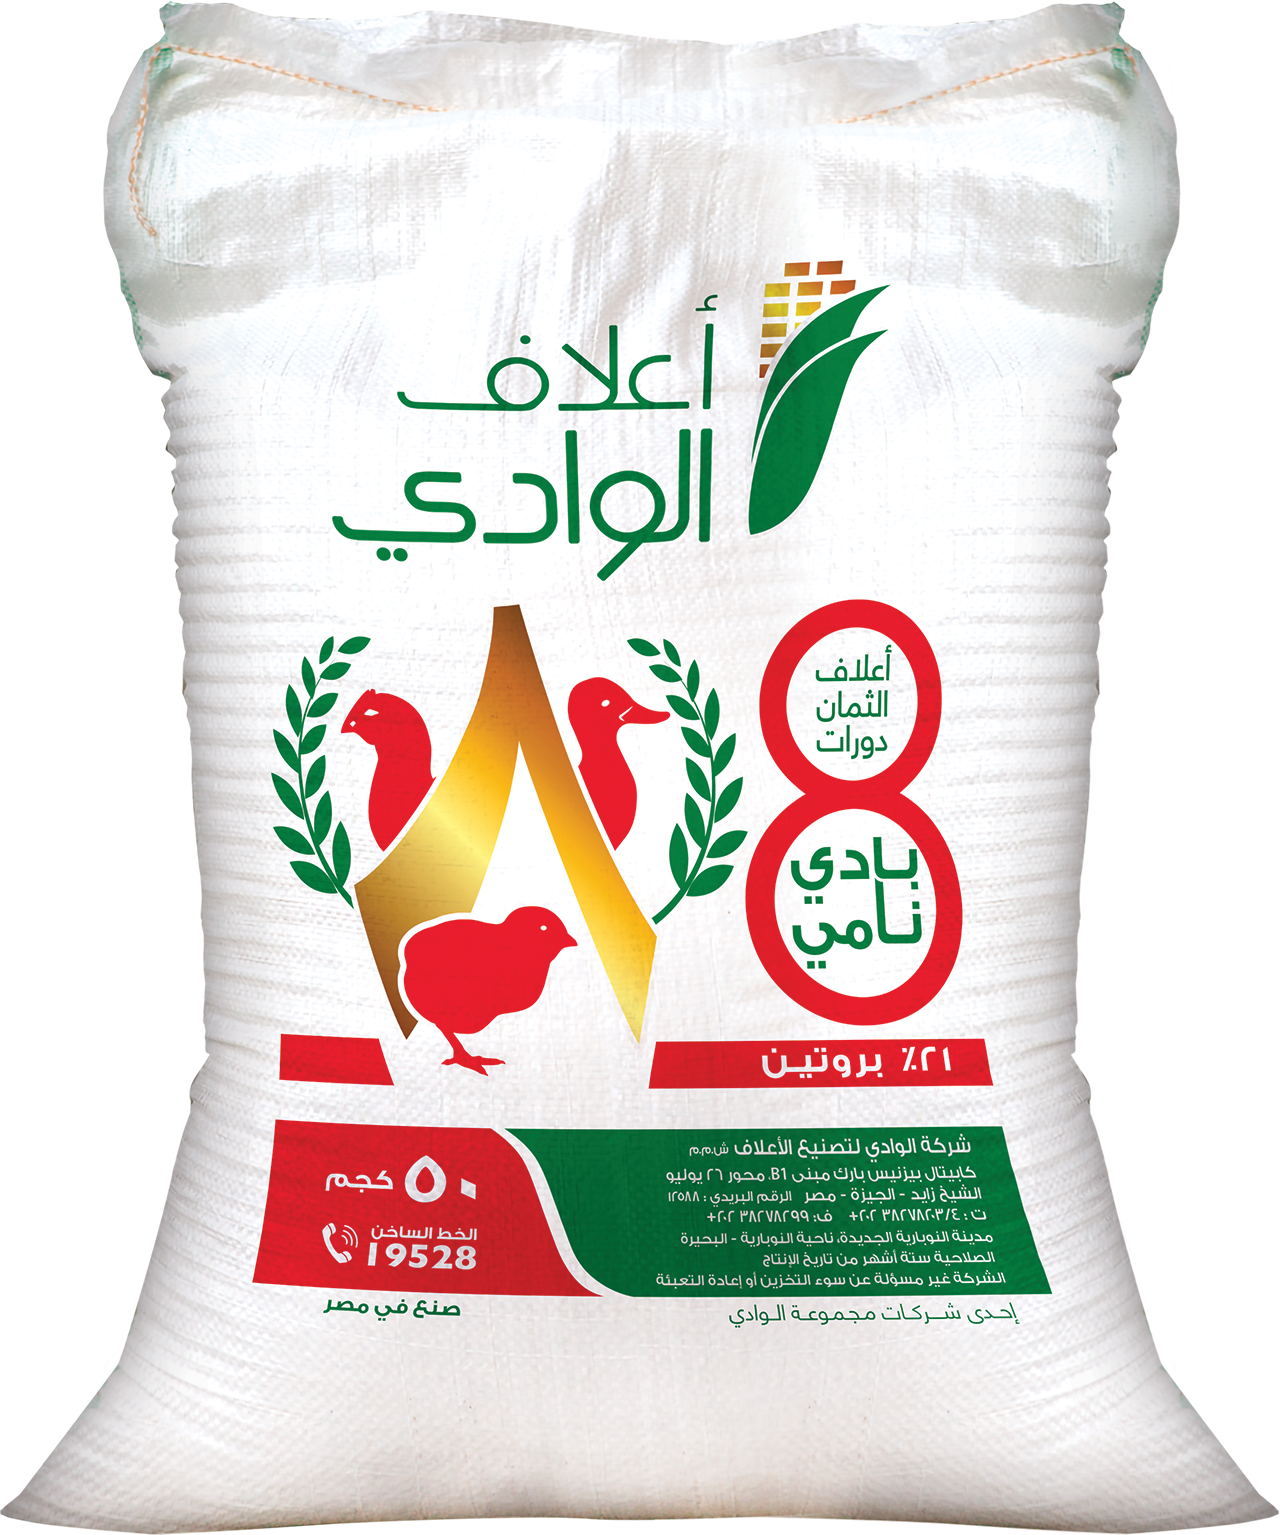 أعلاف
الوادي
٨
8
أعلاف
الثمان
دورات
بادي
نامي
٢١٪ بروتين
شركة الوادي لتصنيع الأعلاف ش.م.م
كابيتال بيزنيس بارك مبنى B1. محور ٢٦ يوليو
الشيخ زايد - الجيزة - مصر الرقم البريدي : ١٢٥٨٨
ت : ٣٨٢٧٨٢٠٣/٤ ٢٠٢+ ف: ٣٨٢٧٨٢٩٩ ٢٠٢+
مدينة النوبارية الجديدة، ناحية النوبارية - البحيرة
الصلاحية ستة أشهر من تاريخ الإنتاج
الشركة غير مسؤلة عن سوء التخزين أو إعادة التعبئة
إحدى شركات مجموعة الوادي
٥٠ كجم
الخط الساخن
19528
صنع في مصر